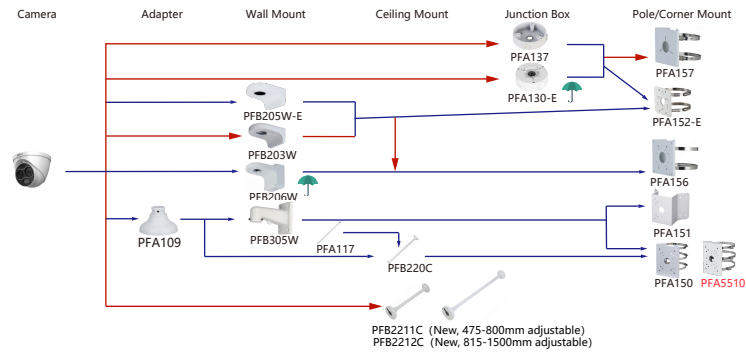 Camera Adapter Wall Mount Ceiling Mount Junction Box Pole/Corner Mount
PFA137
PFA157
PFA130-E
PFB205W-E
PFA152-E
PFB203W
PFB206W
PFA156
PFA151
PFA109
PFB305W
PFA117
PFB220C
PFA150 PFA5510
PFB2211C (New, 475-800mm adjustable)
PFB2212C (New, 815-1500mm adjustable)